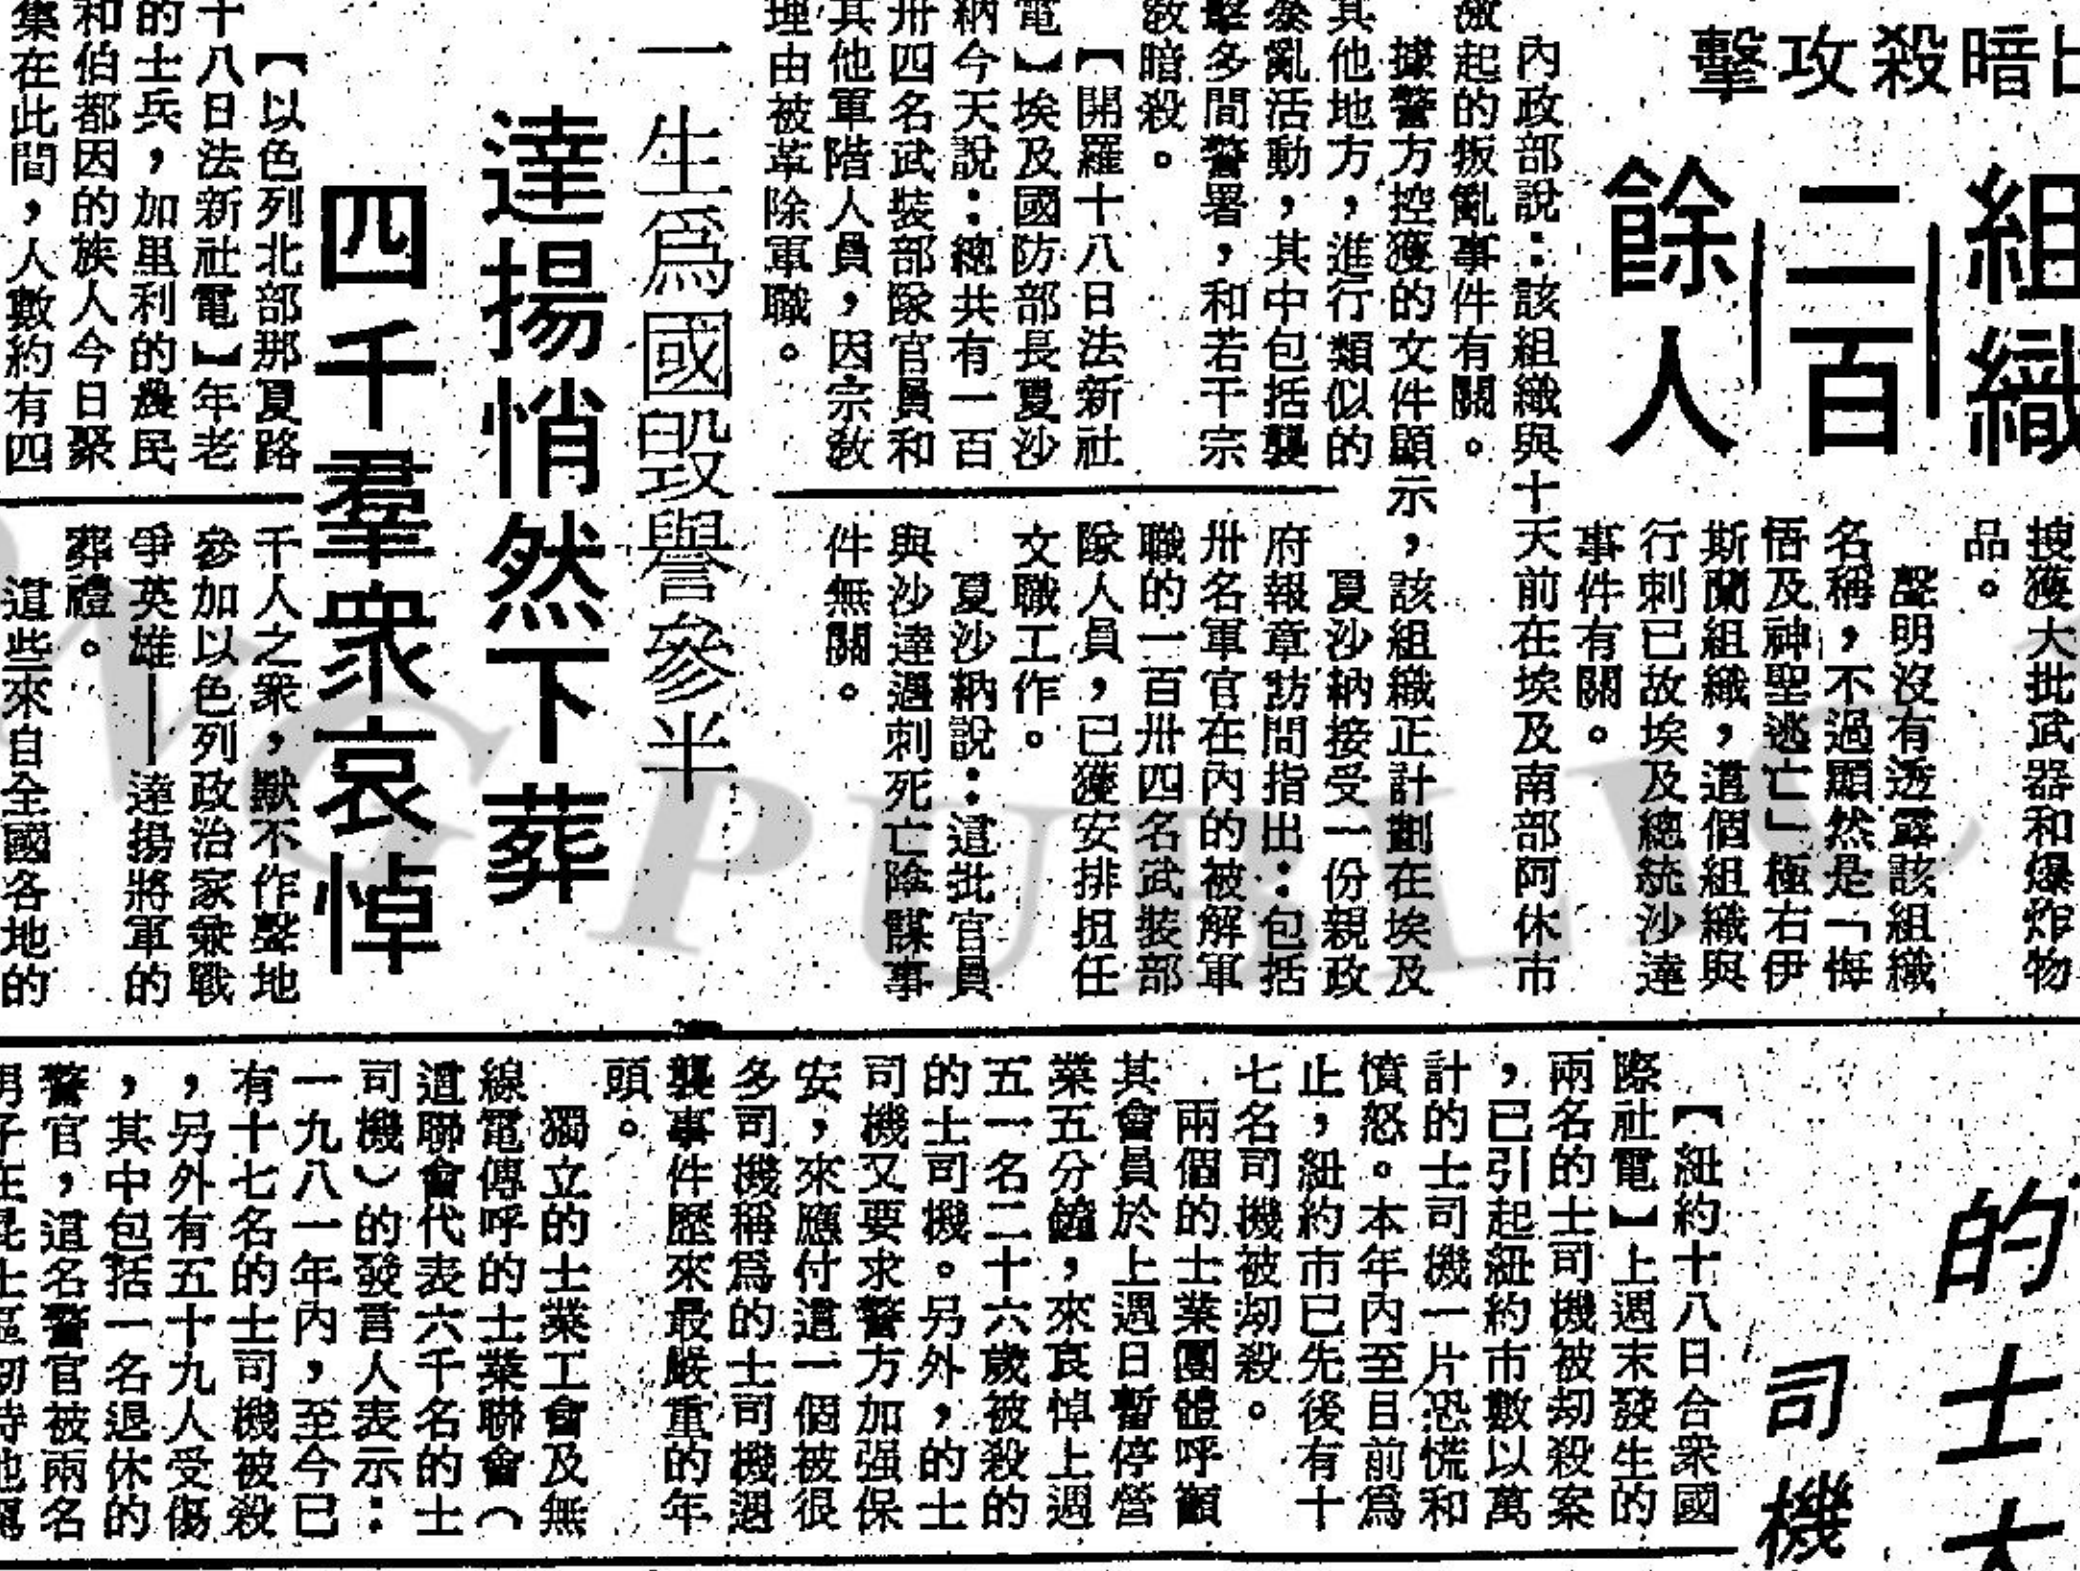 出暗殺攻擊
組織
二百
餘人
搜獲大批武器和爆炸物
品。
聲明沒有透露該組織
名稱，不過顯然是「悔
悟及神聖逃亡」極右伊
斯蘭組織，這個組織與
行刺已故埃及總統沙達
事件有關。
內政部說：該組織與十天前在埃及南部阿休市
激起的叛亂事件有關。
據警方控獲的文件顯示，該組織正計劃在埃及
其他地方，進行類似的
暴亂活動，其中包括襲
擊多間警署，和若干宗
教暗殺。
【開羅十八日法新社
電】埃及國防部長夏沙
納今天說：總共有一百
卅四名武裝部隊官員和
其他軍階人員，因宗教
理由被革除軍職。
夏沙納接受一份親政
府報章訪問指出：包括
卅名軍官在內的被解軍
職的一百卅四名武裝部
隊人員，已獲安排担任
文職工作。
夏沙納說：這批官員
與沙達遇刺死亡陰謀事
件無關。
一生爲國毀譽參半
達揚悄然下葬
四千羣衆哀悼
【以色列北部那夏路
十八日法新社電】年老
的士兵，加里利的農民
和伯都因的族人今日聚
集在此間，人數約有四
千人之衆，默不作聲地
參加以色列政治家兼戰
爭英雄——達揚將軍的
葬禮。
這些來自全國各地的
的士
司機
【紐約十八日合衆國
際社電】上週末發生的
兩名的士司機被刧殺案
，已引起紐約市數以萬
計的士司機一片恐慌和
憤怒。本年內至目前爲
止，紐約市已先後有十
七名司機被刧殺。
兩個的士業團體呼籲
其會員於上週日暫停營
業五分鐘，來哀悼上週
五一名二十六歲被殺的
的士司機。另外，的士
司機又要求警方加强保
安，來應付這一個被很
多司機稱爲的士司機遇
襲事件歷來最嚴重的年
頭。
獨立的士業工會及無
線電傳呼的士業聯會（
這聯會代表六千名的士
司機）的發言人表示：
一九八一年內，至今已
有十七名的士司機被殺
，另外有五十九人受傷
，其中包括一名退休的
警官，這名警官被兩名